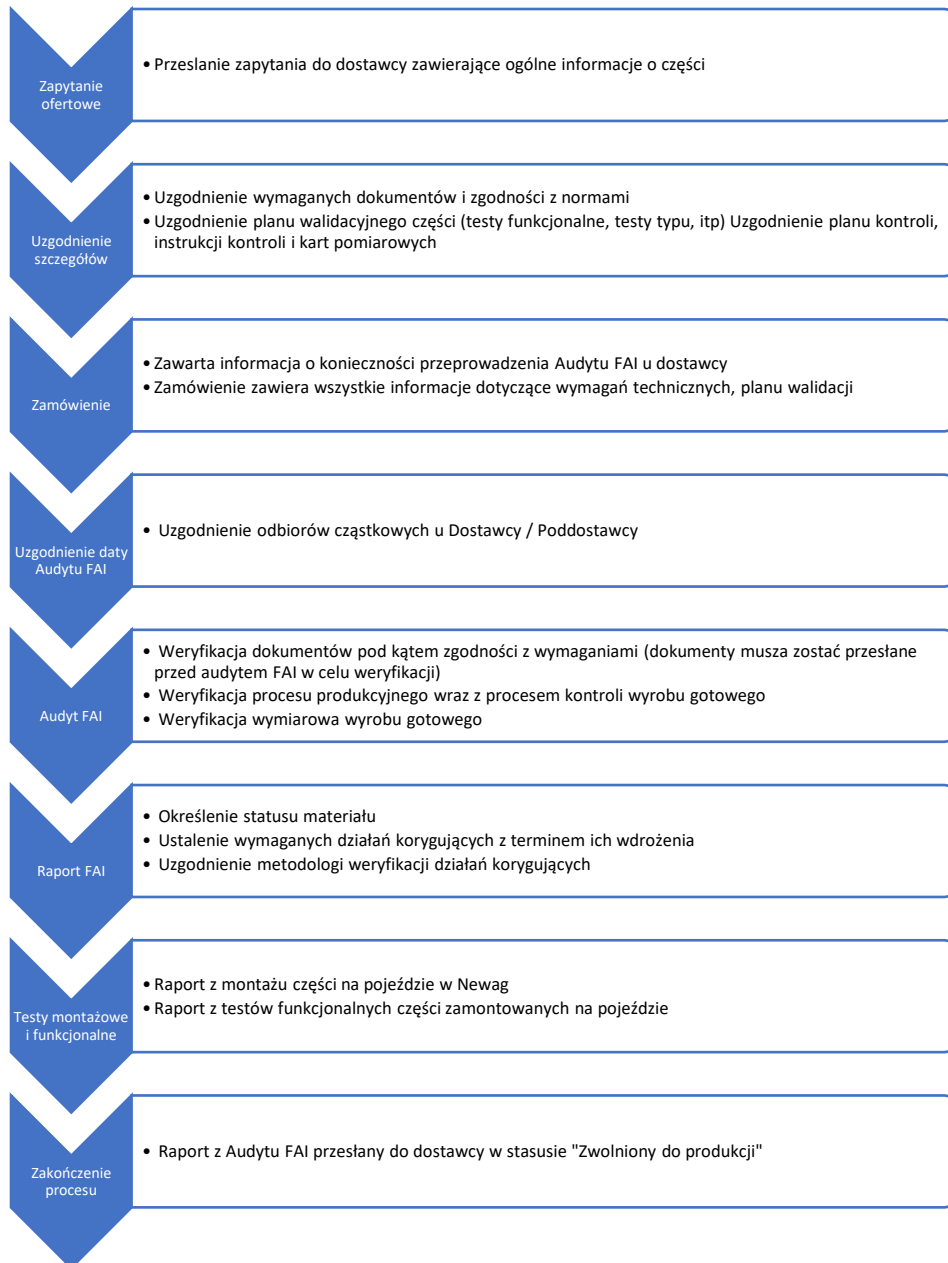 Zapytanie
ofertowe
• Przeslanie zapytania do dostawcy zawierające ogólne informacje o części
Uzgodnienie
szczegółów
• Uzgodnienie wymaganych dokumentów i zgodności z normami
• Uzgodnienie planu walidacyjnego części (testy funkcjonalne, testy typu, itp) Uzgodnienie planu kontroli,
instrukcji kontroli i kart pomiarowych
Zamówienie
• Zawarta informacja o konieczności przeprowadzenia Audytu FAI u dostawcy
• Zamówienie zawiera wszystkie informacje dotyczące wymagań technicznych, planu walidacji
Uzgodnienie daty
Audytu FAI
• Uzgodnienie odbiorów cząstkowych u Dostawcy / Poddostawcy
Audyt FAI
• Weryfikacja dokumentów pod kątem zgodności z wymaganiami (dokumenty musza zostać przesłane
przed audytem FAI w celu weryfikacji)
• Weryfikacja procesu produkcyjnego wraz z procesem kontroli wyrobu gotowego
• Weryfikacja wymiarowa wyrobu gotowego
Raport FAI
• Określenie statusu materiału
• Ustalenie wymaganych działań korygujących z terminem ich wdrożenia
• Uzgodnienie metodologi weryfikacji działań korygujących
Testy montażowe
i funkcjonalne
• Raport z montażu części na pojeździe w Newag
• Raport z testów funkcjonalnych części zamontowanych na pojeździe
Zakończenie
procesu
• Raport z Audytu FAI przesłany do dostawcy w stasusie "Zwolniony do produkcji"